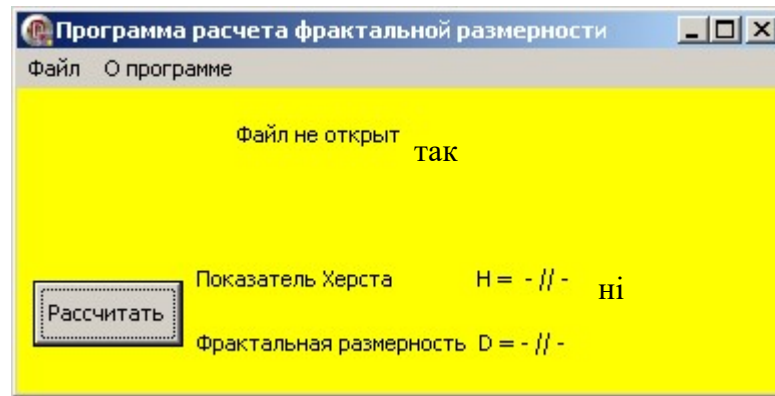 Программа расчета фрактальной размерности
Файл О программе
Файл не открыт
так
Показатель Херста H = - // -
ні
Рассчитать
Фрактальная размерность D = - // -